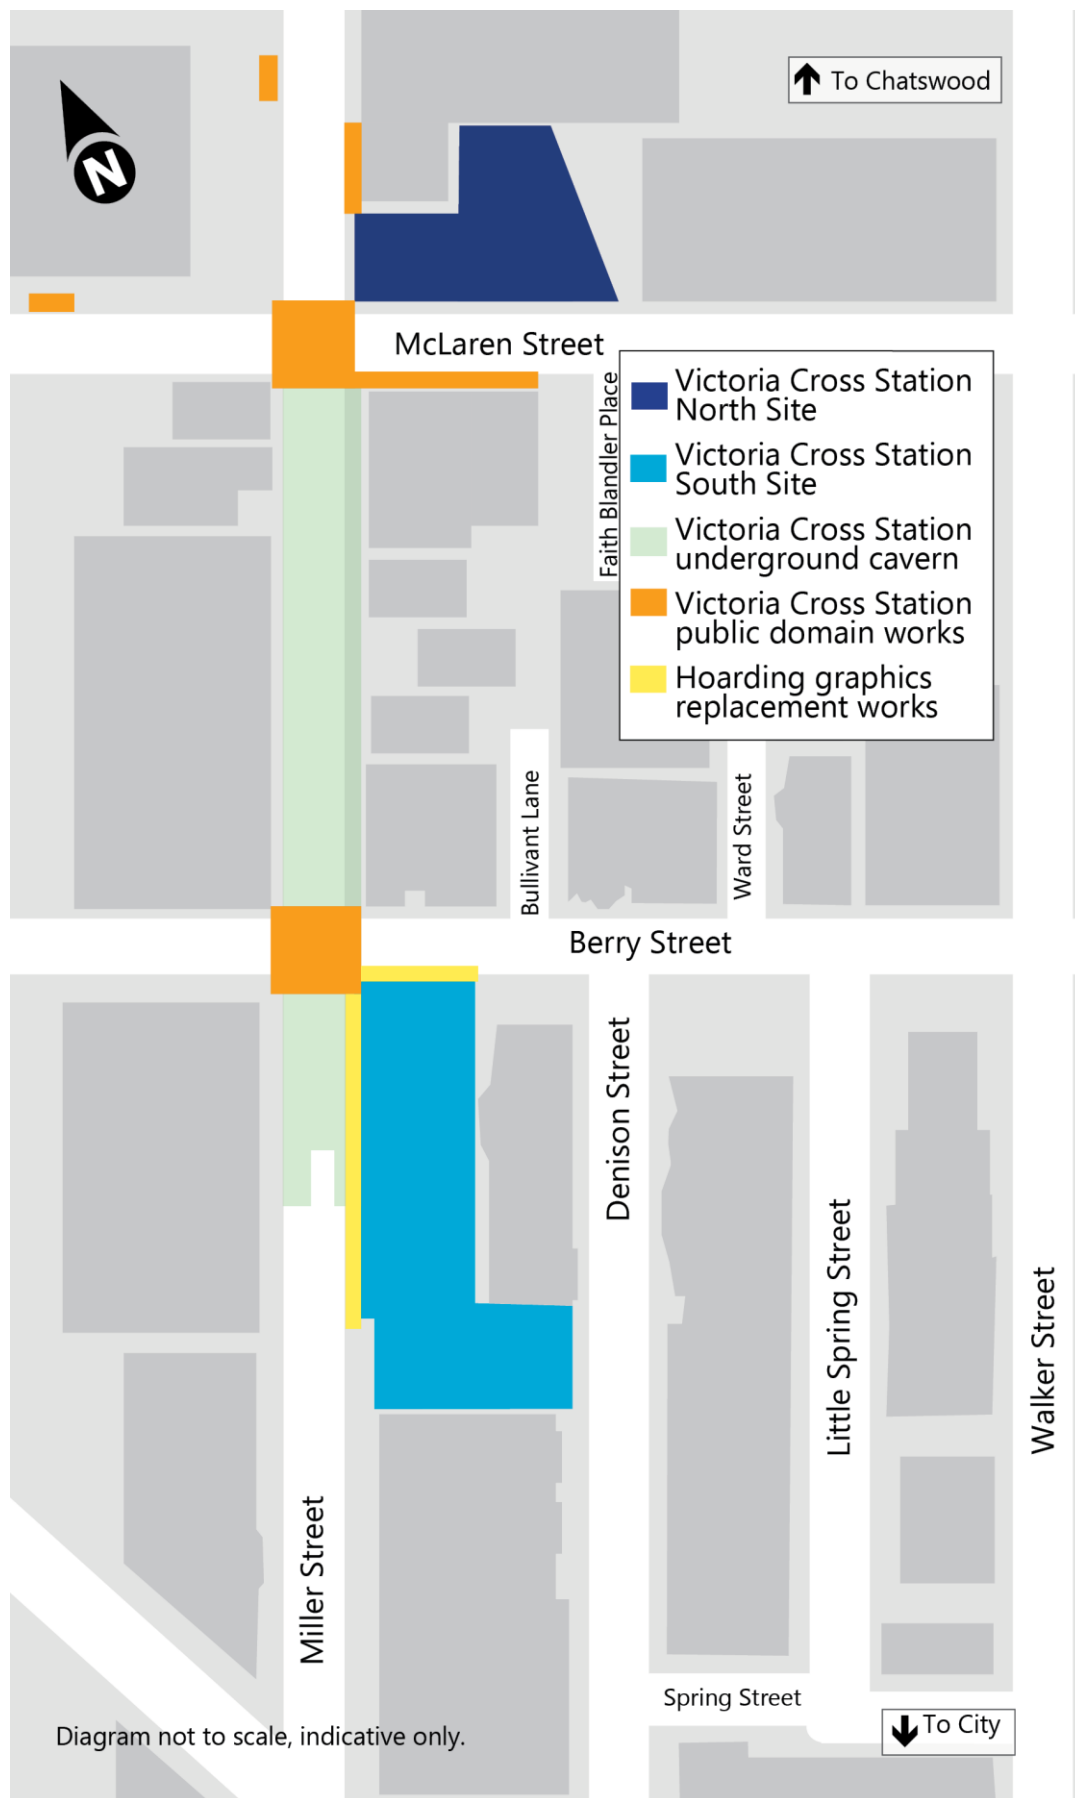 To Chatswood
N
McLaren Street
Faith Blandler Place
Victoria Cross Station
North Site
Victoria Cross Station
South Site
Victoria Cross Station
underground cavern
Victoria Cross Station
public domain works
Hoarding graphics
replacement works
Bullivant Lane
Ward Street
Berry Street
Denison Street
Little Spring Street
Walker Street
Miller Street
Spring Street
To City
Diagram not to scale, indicative only.